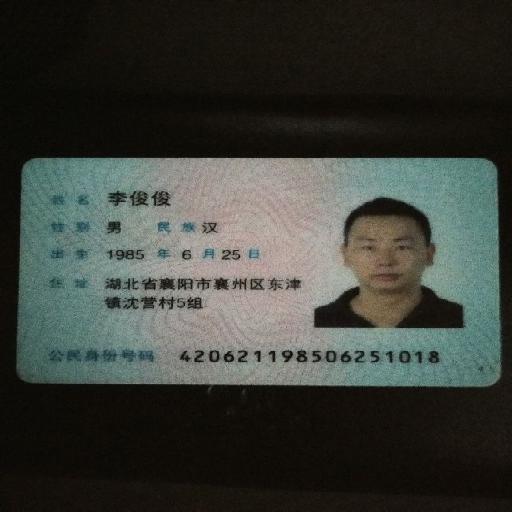 姓名 李俊俊
性别 男 民族 汉
出生 1985 年 6 月 25 日
住址 湖北省襄阳市襄州区东津
镇沈营村5组
公民身份号码 420621198506251018